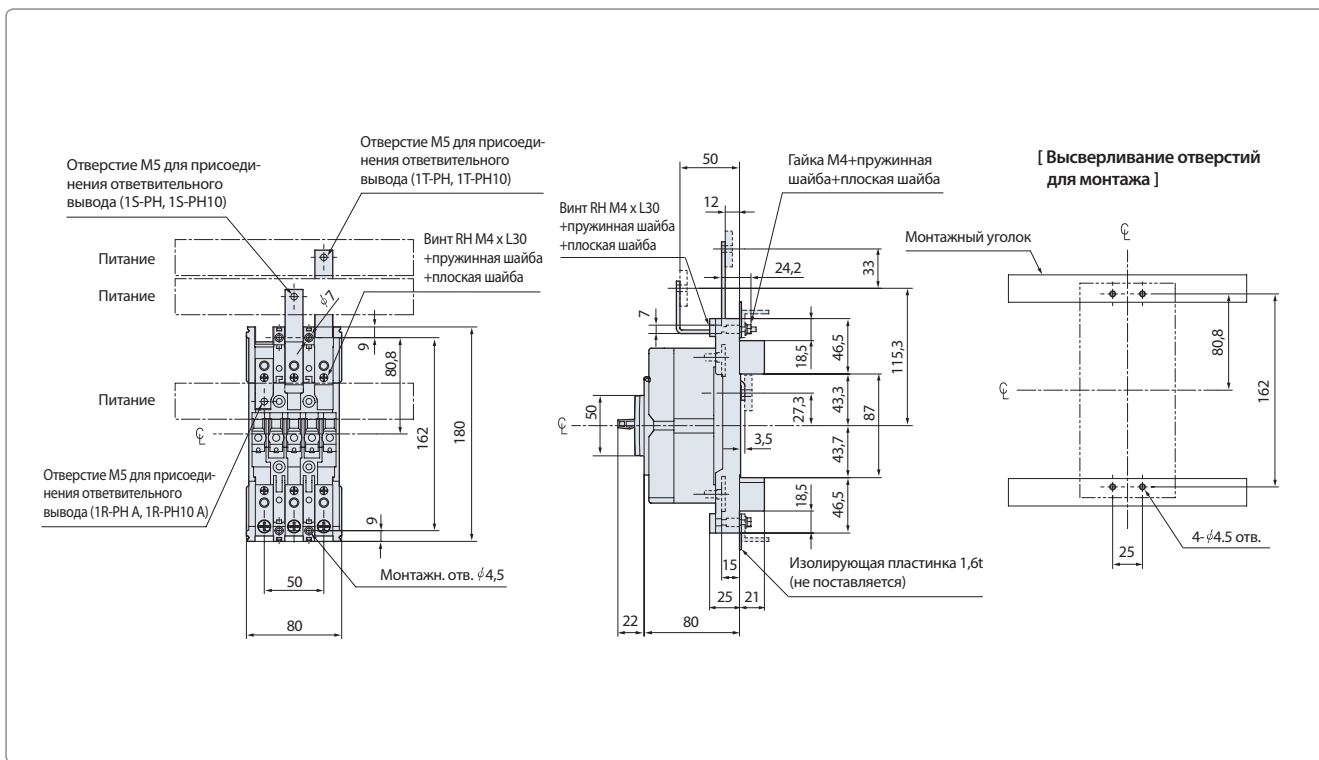 Отверстие М5 для присоеди-
нения ответвительного
вывода (1S-PH, 1S-PH10)
Отверстие М5 для присоеди-
нения ответвительного
вывода (1T-PH, 1T-PH10)
Винт RH M4 x L30
+пружинная шайба
+плоская шайба
Питание
Питание
Питание
ϕ7
9
80,8
162
180
℄
Отверстие М5 для присоеди-
нения ответвительного
вывода (1R-PH A, 1R-PH10 A)
9
Монтажн. отв. ϕ4,5
50
80
50
12
Гайка М4+пружинная
шайба+плоская шайба
Винт RH M4 x L30
+пружинная шайба
+плоская шайба
24,2
33
7
18,5
46,5
115,3
50
℄
27,3
43,3
87
3,5
43,7
18,5
46,5
15
25
21
22
80
Изолирующая пластинка 1,6t
(не поставляется)
[ Высверливание отверстий
для монтажа ]
Монтажный уголок
℄
80,8
162
℄
25
4-ϕ4.5 отв.